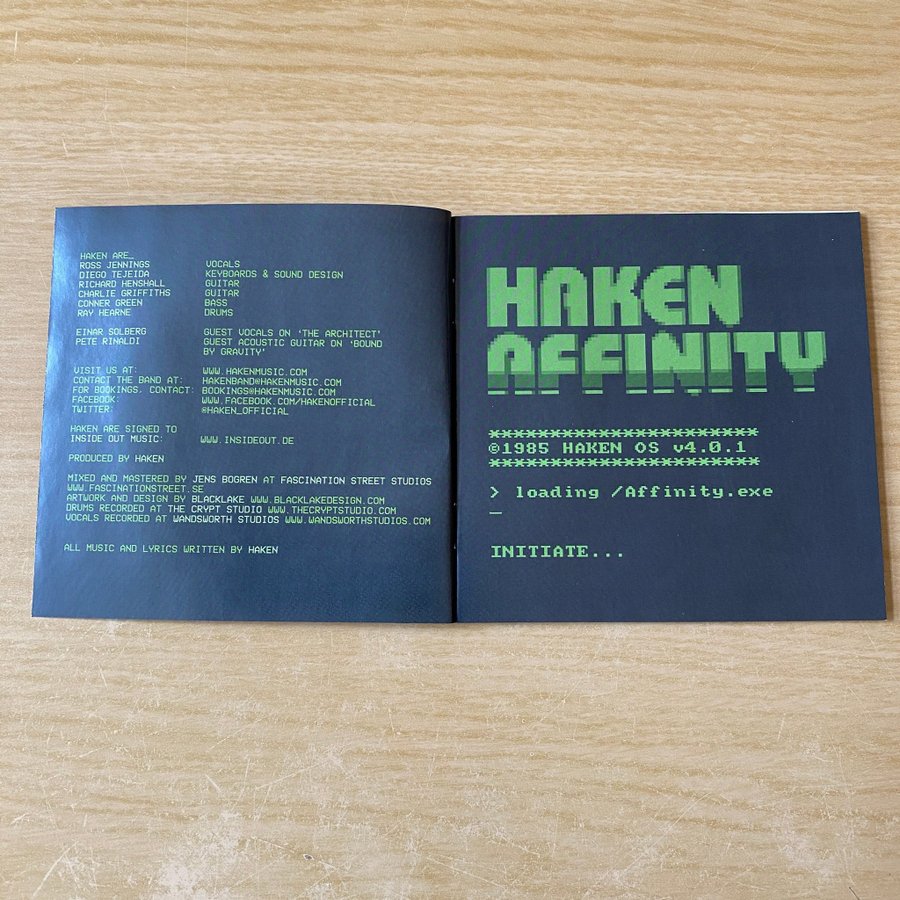 HAKEN ARE_
ROSS JENNINGS VOCALS
DIEGO TEJEIDA KEYBOARDS & SOUND DESIGN
RICHARD HENSHALL GUITAR
CHARLIE GRIFFITHS GUITAR
CONNER GREEN BASS
RAY HEARNE DRUMS
EINAR SOLBERG GUEST VOCALS ON 'THE ARCHITECT'
PETE RINALDI GUEST ACOUSTIC GUITAR ON 'BOUND
BY GRAVITY'
VISIT US AT: WWW.HAKENMUSIC.COM
CONTACT THE BAND AT: HAKENBAND@HAKENMUSIC.COM
FOR BOOKINGS, CONTACT: BOOKINGS@HAKENMUSIC.COM
FACEBOOK: WWW.FACEBOOK.COM/HAKENOFFICIAL
TWITTER: @HAKEN_OFFICIAL
HAKEN ARE SIGNED TO
INSIDE OUT MUSIC: WWW.INSIDEOUT.DE
PRODUCED BY HAKEN
MIXED AND MASTERED BY JENS BOGREN AT FASCINATION STREET STUDIOS
WWW.FASCINATIONSTREET.SE
ARTWORK AND DESIGN BY BLACKLAKE WWW.BLACKLAKEDESIGN.COM
DRUMS RECORDED AT THE CRYPT STUDIO WWW.THECRYPTSTUDIO.COM
VOCALS RECORDED AT WANDSWORTH STUDIOS WWW.WANDSWORTHSTUDIOS.COM
ALL MUSIC AND LYRICS WRITTEN BY HAKEN
HAKEN
AFFINITY
*********************
©1985 HAKEN OS v4.0.1
*********************
> loading /Affinity.exe
_
INITIATE...